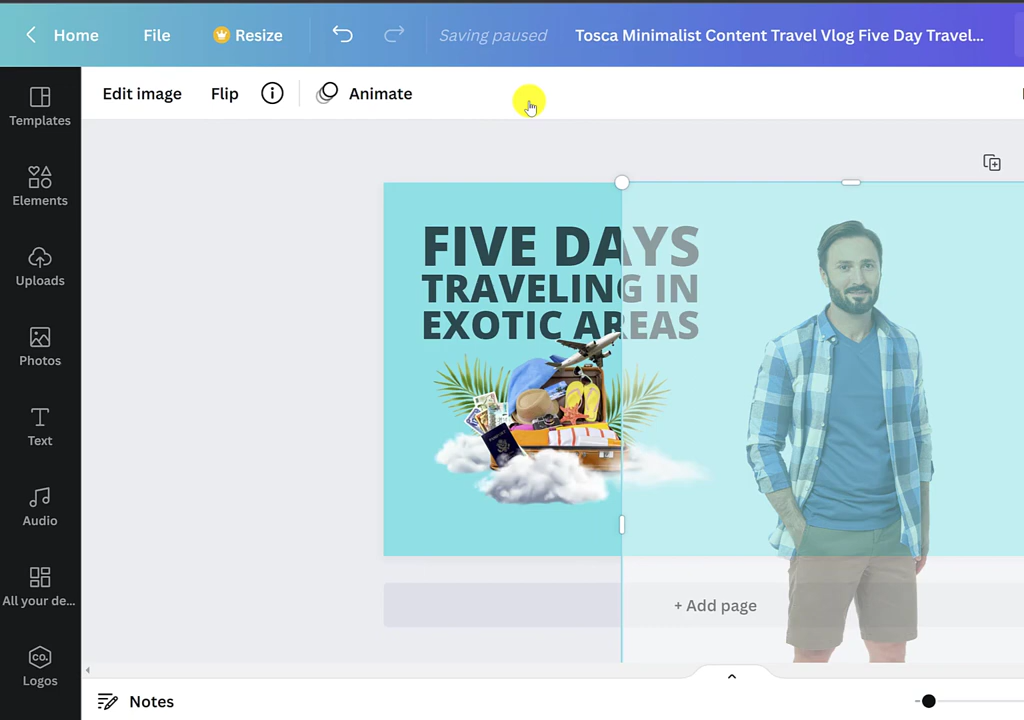 Home
File
Resize
Saving paused
Tosca Minimalist Content Travel Vlog Five Day Travel...
Edit image
Flip
Animate
Templates
Elements
Uploads
Photos
Text
Audio
All your de...
co.
Logos
FIVE DAYS
TRAVELING IN
EXOTIC AREAS
+ Add page
Notes